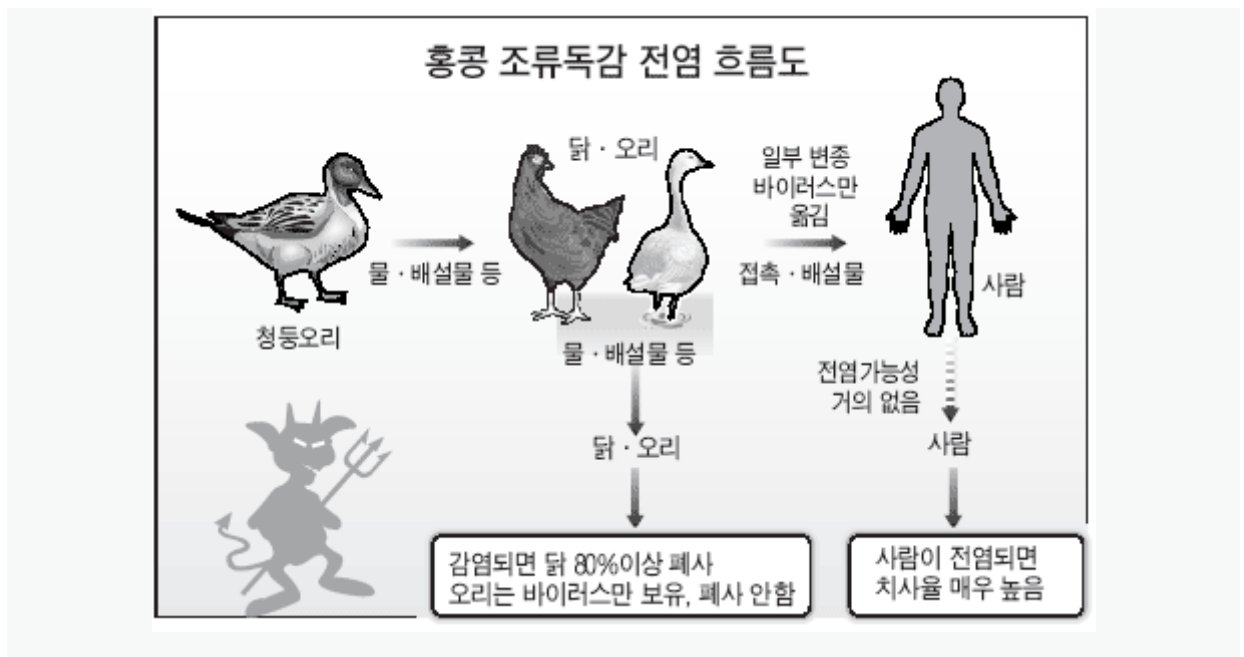 홍콩 조류독감 전염 흐름도
청둥오리
물·배설물 등
닭·오리
물·배설물 등
일부 변종
바이러스만
옮김
접촉·배설물
사람
전염가능성
거의 없음
닭·오리
사람
감염되면 닭 80%이상 폐사
오리는 바이러스만 보유, 폐사 안함
사람이 전염되면
치사율 매우 높음